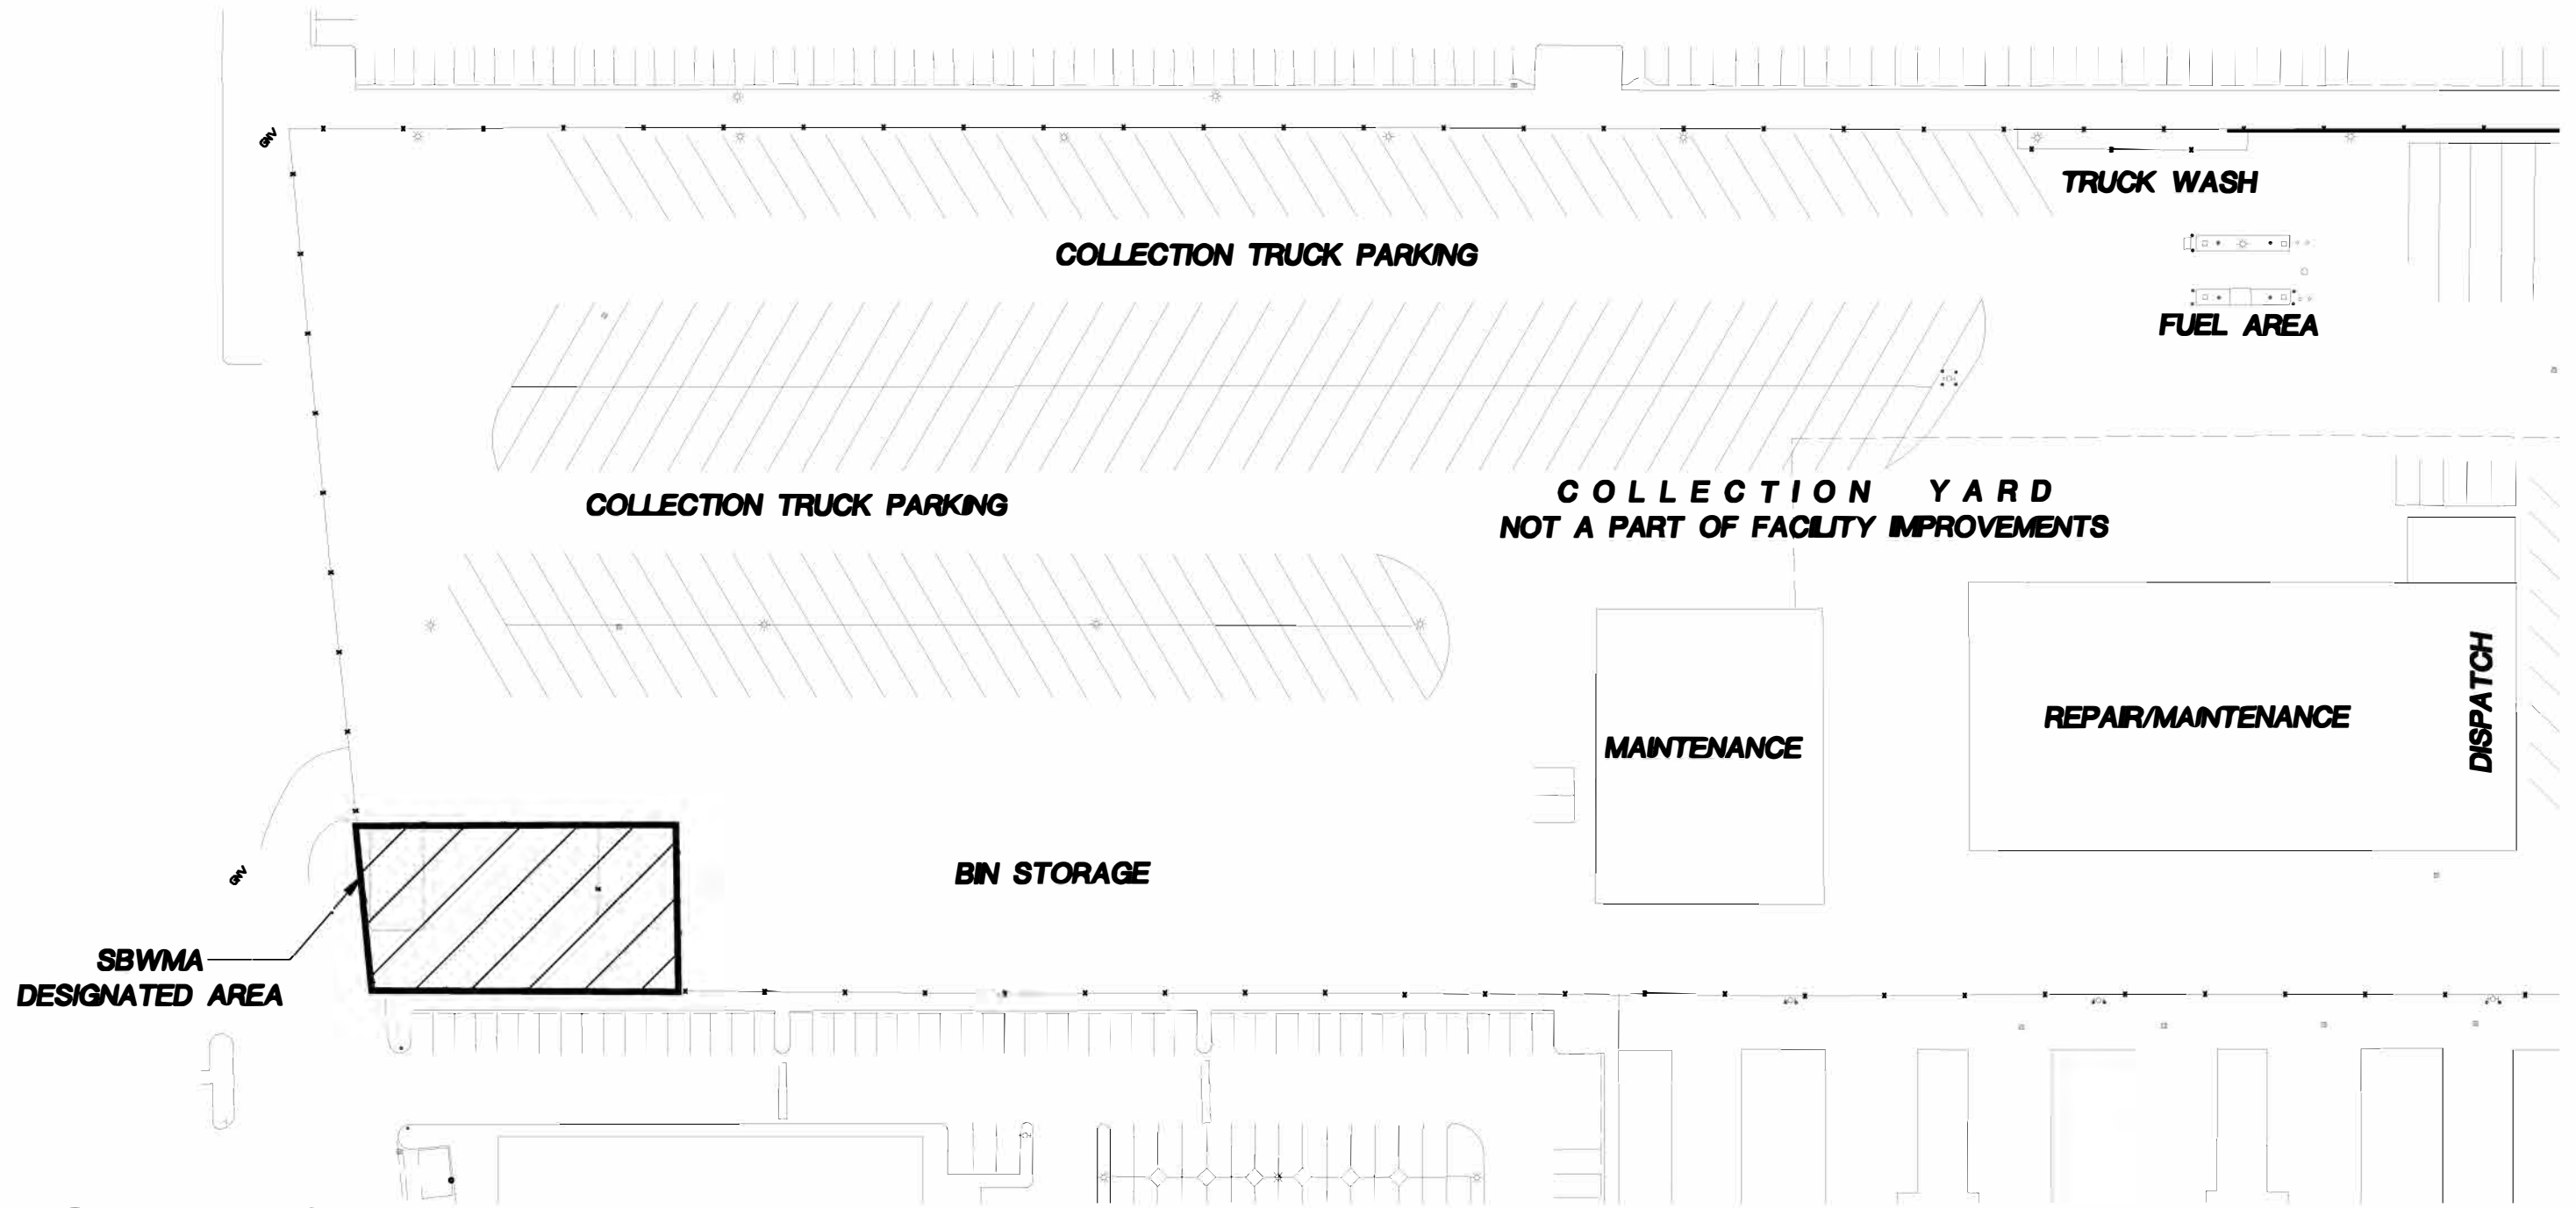 TRUCK WASH
COLLECTION TRUCK PARKING
FUEL AREA
COLLECTION TRUCK PARKING
COLLECTION YARD
NOT A PART OF FACILITY IMPROVEMENTS
DISPATCH
REPAIR/MAINTENANCE
MAINTENANCE
BIN STORAGE
SBWMA
DESIGNATED AREA